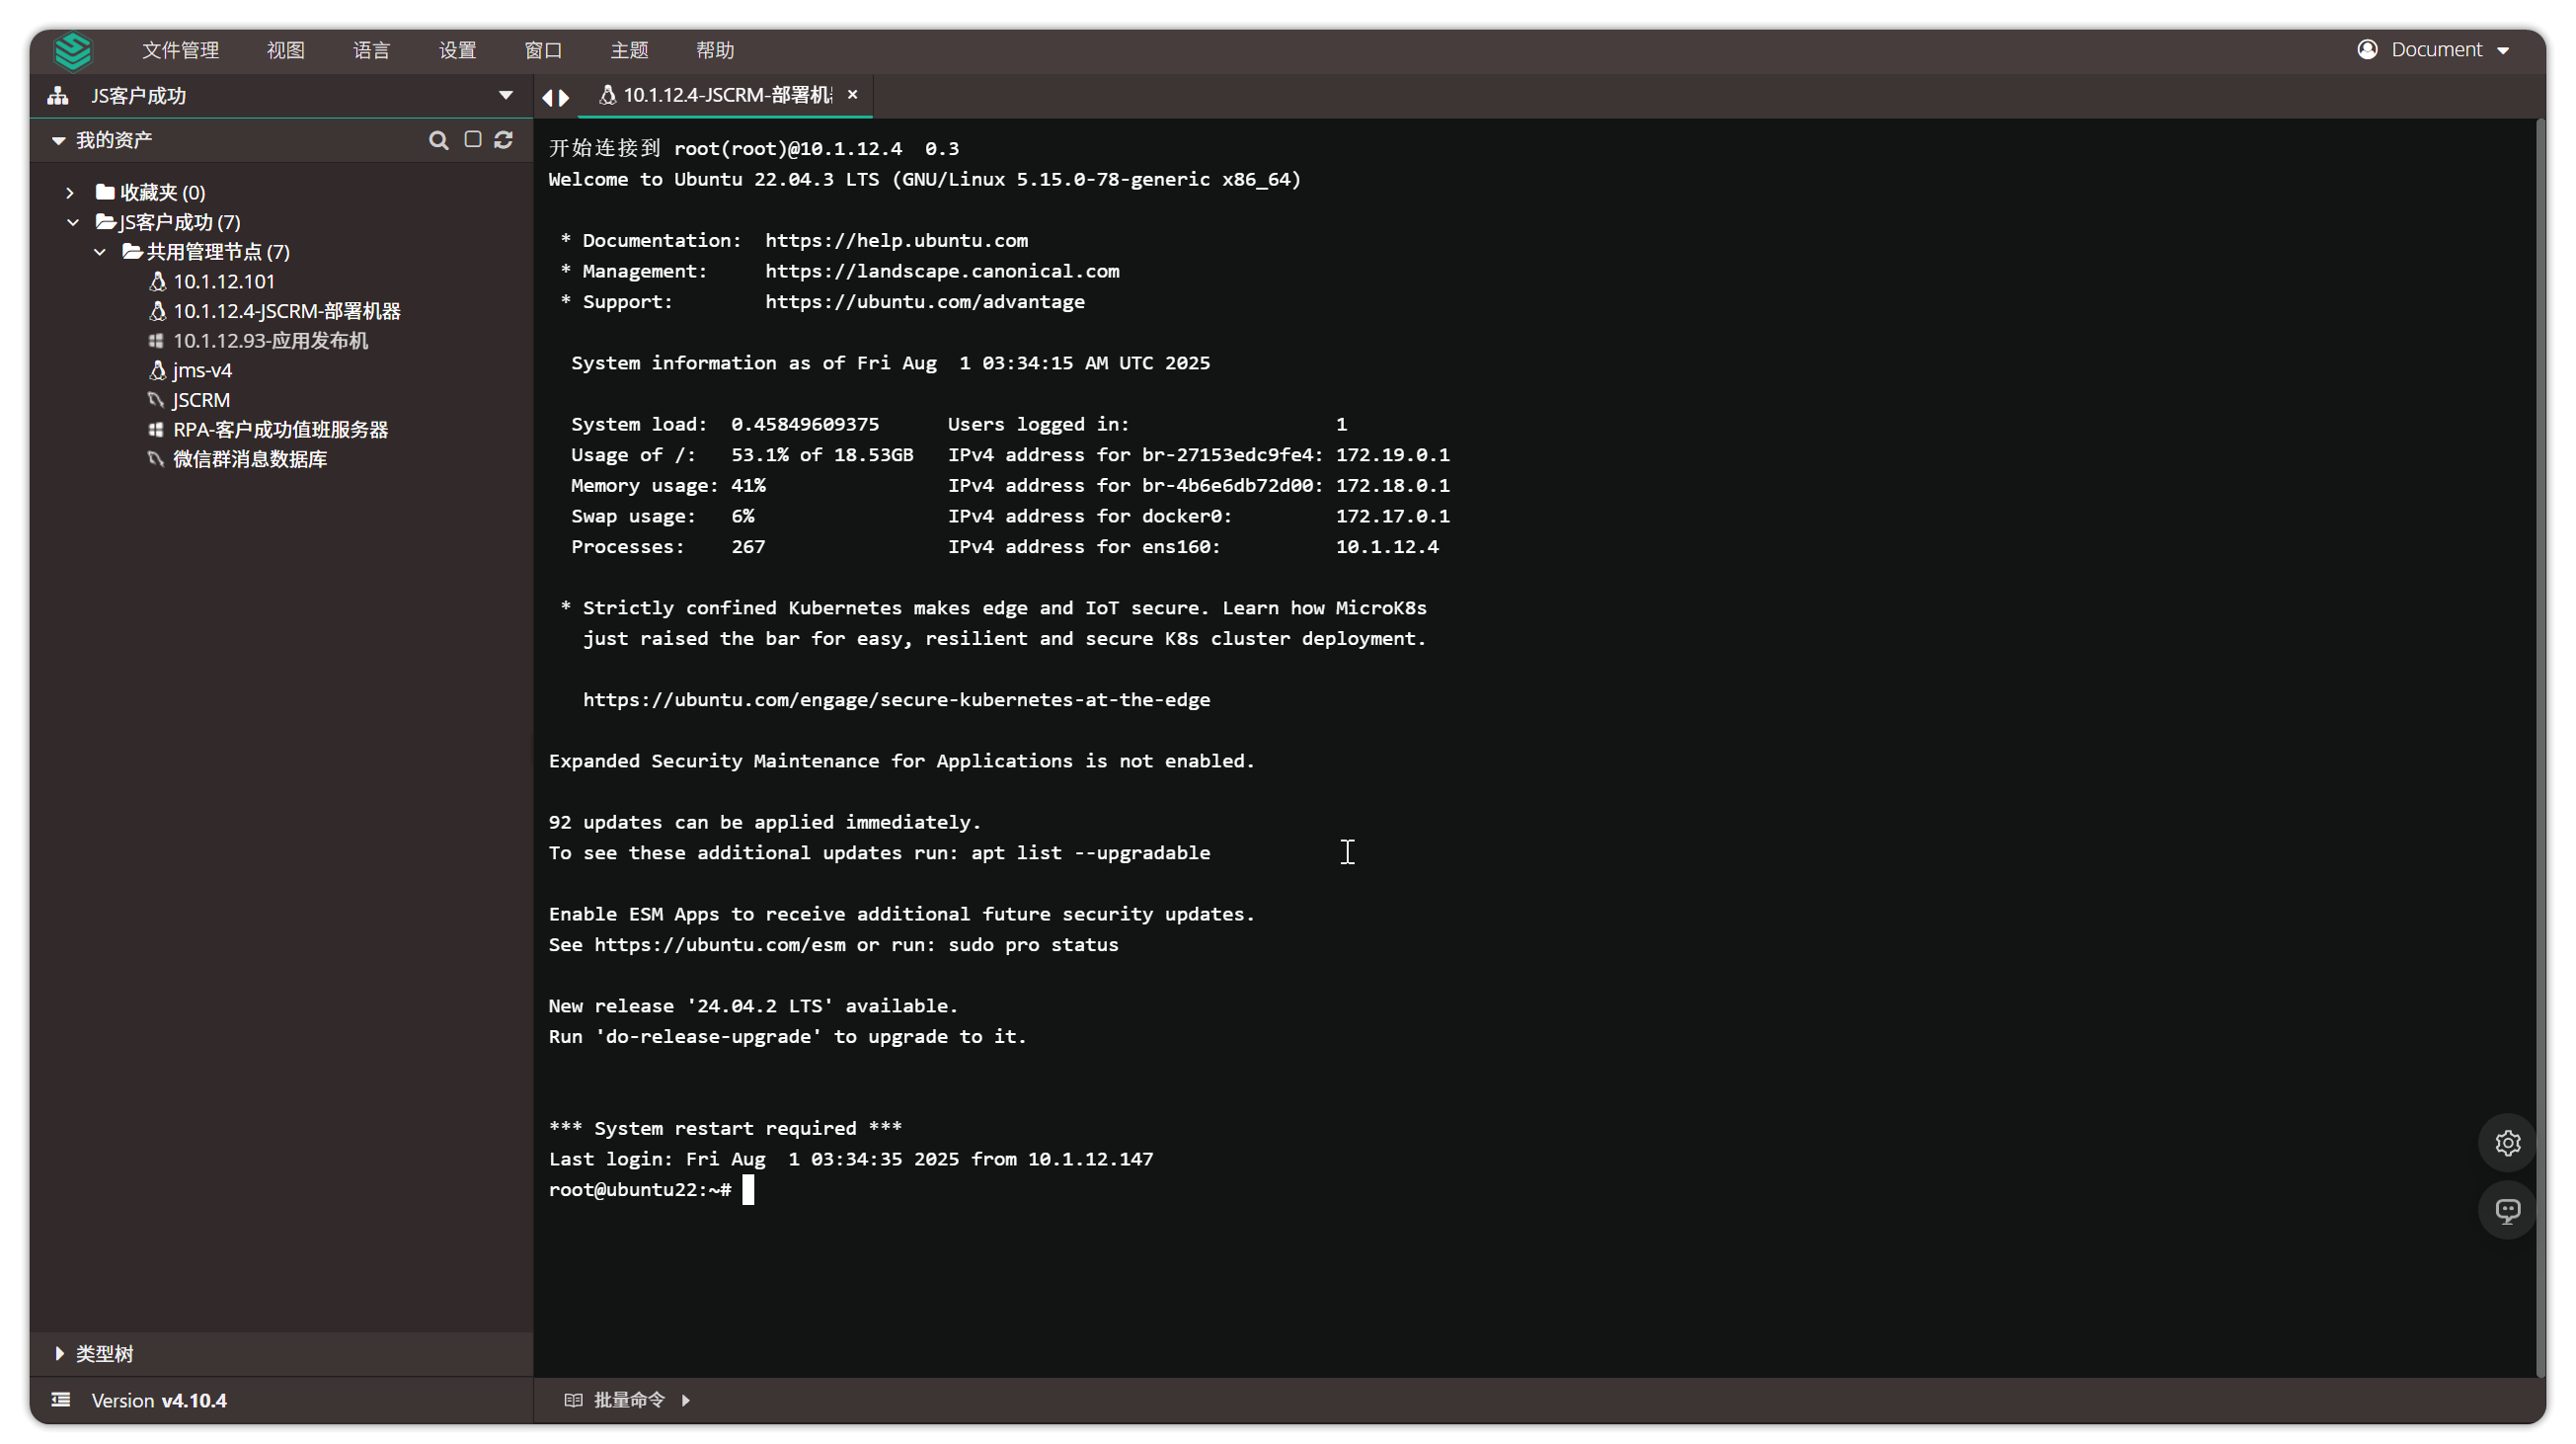 文件管理 视图 语言 设置 窗口 主题 帮助 Document
JS客户成功
10.1.12.4-JSCRM-部署机
我的资产
收藏夹 (0)
JS客户成功 (7)
共用管理节点 (7)
10.1.12.101
10.1.12.4-JSCRM-部署机器
10.1.12.93-应用发布机
jms-v4
JSCRM
RPA-客户成功值班服务器
微信群消息数据库
类型树
Version v4.10.4
开始连接到 root(root)@10.1.12.4  0.3
Welcome to Ubuntu 22.04.3 LTS (GNU/Linux 5.15.0-78-generic x86_64)
* Documentation:  https://help.ubuntu.com
* Management:     https://landscape.canonical.com
* Support:        https://ubuntu.com/advantage
System information as of Fri Aug  1 03:34:15 AM UTC 2025
System load:  0.45849609375      Users logged in:                  1
Usage of /:   53.1% of 18.53GB   IPv4 address for br-27153edc9fe4: 172.19.0.1
Memory usage: 41%                IPv4 address for br-4b6e6db72d00: 172.18.0.1
Swap usage:   6%                 IPv4 address for docker0:         172.17.0.1
Processes:    267                IPv4 address for ens160:          10.1.12.4
* Strictly confined Kubernetes makes edge and IoT secure. Learn how MicroK8s
just raised the bar for easy, resilient and secure K8s cluster deployment.
https://ubuntu.com/engage/secure-kubernetes-at-the-edge
Expanded Security Maintenance for Applications is not enabled.
92 updates can be applied immediately.
To see these additional updates run: apt list --upgradable
Enable ESM Apps to receive additional future security updates.
See https://ubuntu.com/esm or run: sudo pro status
New release '24.04.2 LTS' available.
Run 'do-release-upgrade' to upgrade to it.
*** System restart required ***
Last login: Fri Aug  1 03:34:35 2025 from 10.1.12.147
root@ubuntu22:~#
批量命令